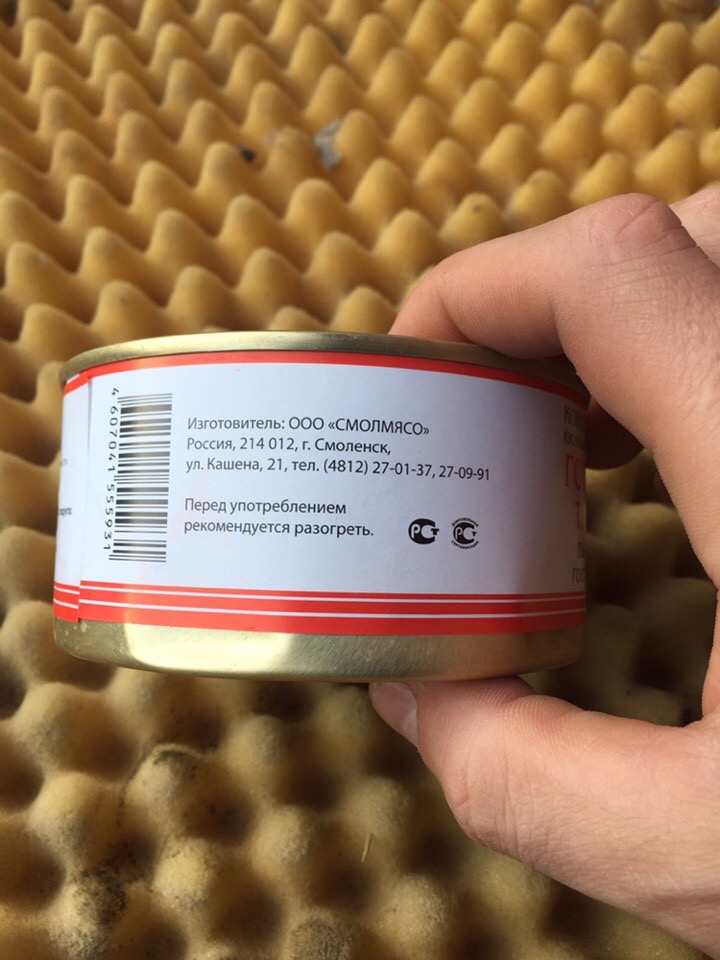 4 607041 555931
Изготовитель: ООО «СМОЛМЯСО»
Россия, 214 012, г. Смоленск,
ул. Кашена, 21, тел. (4812) 27-01-37, 27-09-91
Перед употреблением
рекомендуется разогреть.